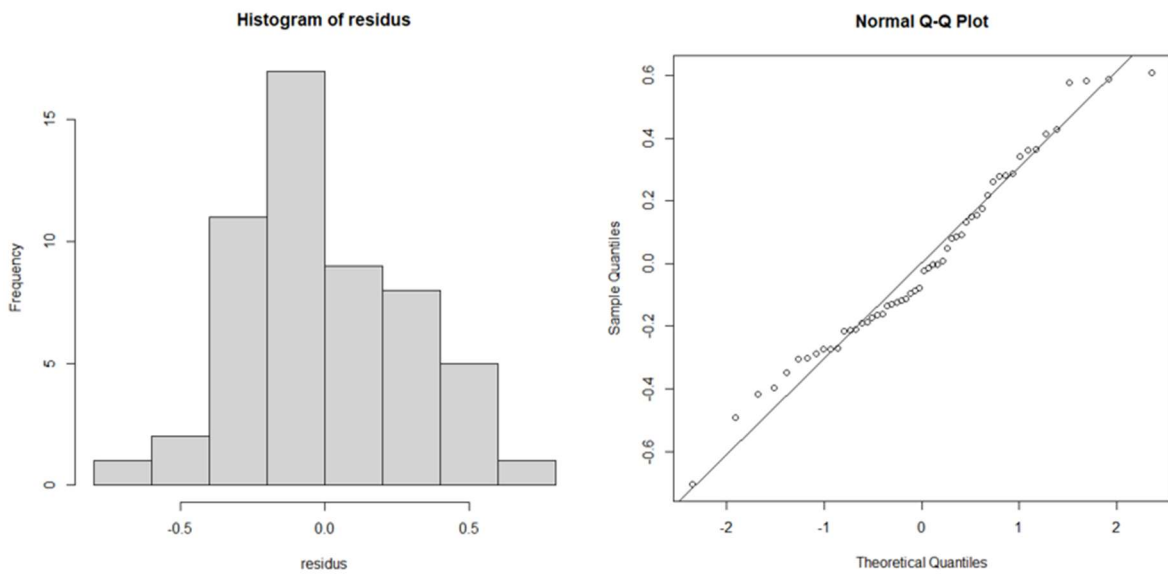 Histogram of residus
Frequency
15
10
5
0
-0.5 0.0 0.5
residus
Normal Q-Q Plot
Sample Quantiles
0.6
0.4
0.2
0.0
-0.2
-0.4
-0.6
-2 -1 0 1 2
Theoretical Quantiles